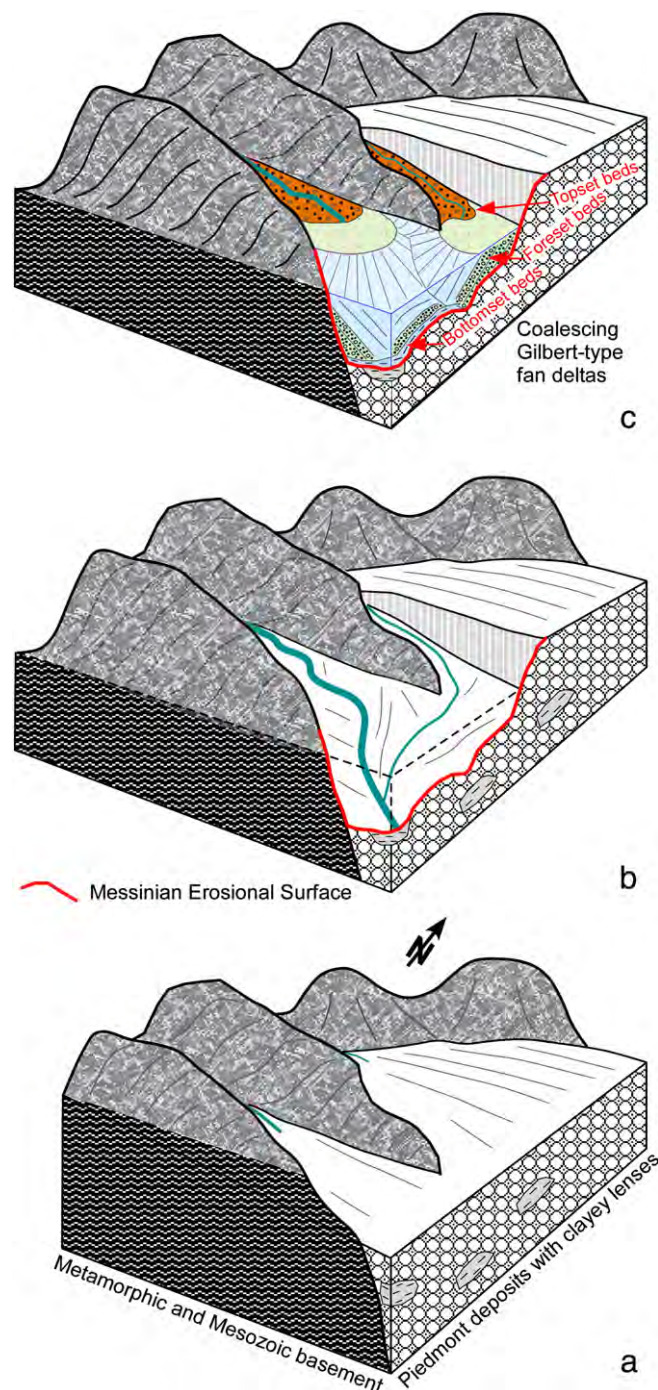 Topset beds
Foreset beds
Bottomset beds
Coalescing
Gilbert-type
fan deltas
c
b
Messinian Erosional Surface
N
Metamorphic and Mesozoic basement
Piedmont deposits with clayey lenses
a